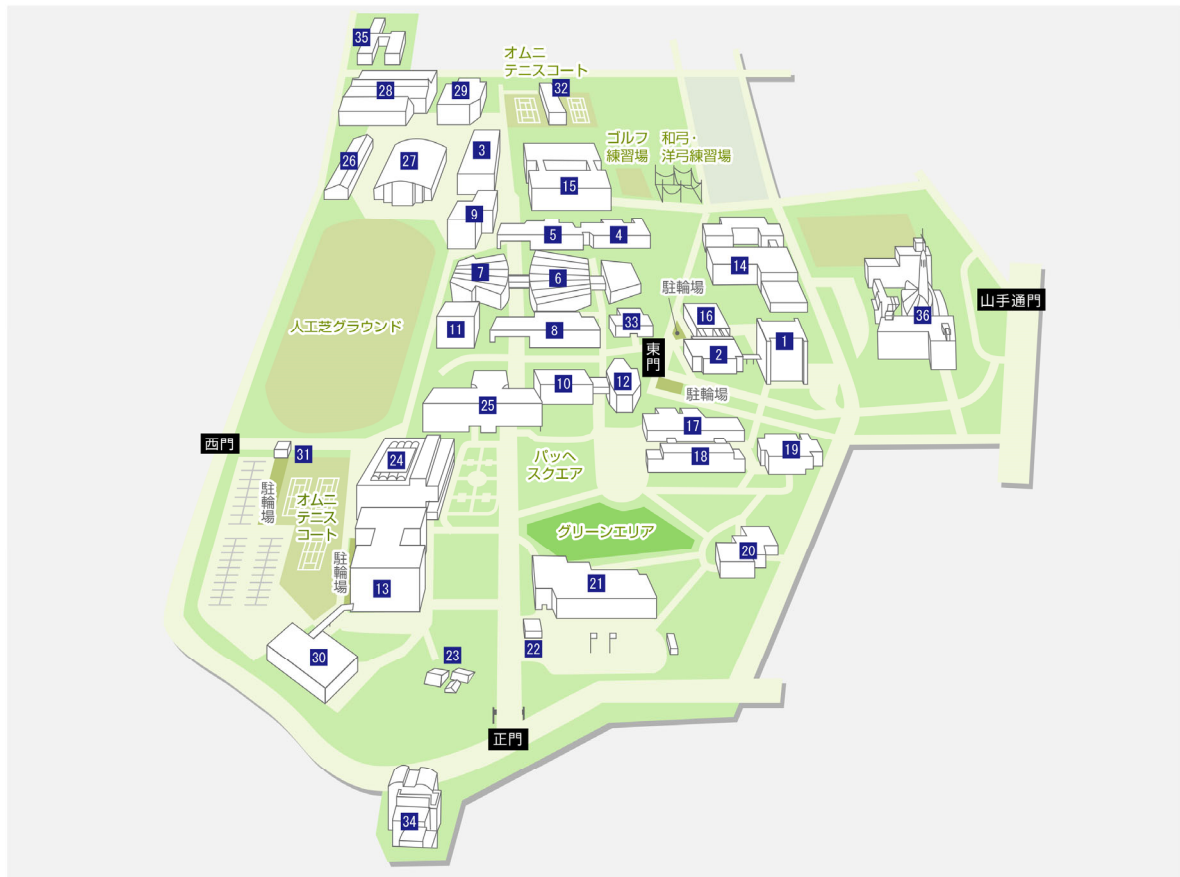 35
オムニ
テニスコート
28
29
32
ゴルフ
練習場
和弓・
洋弓練習場
26
27
3
15
9
5
4
7
6
14
駐輪場
山手通門
人工芝グラウンド
11
8
33
16
36
東門
2
1
10
12
駐輪場
25
17
西門
31
24
バッヘ
スクエア
18
19
駐輪場
オムニ
テニス
コート
グリーンエリア
20
駐輪場
13
21
30
23
22
正門
34